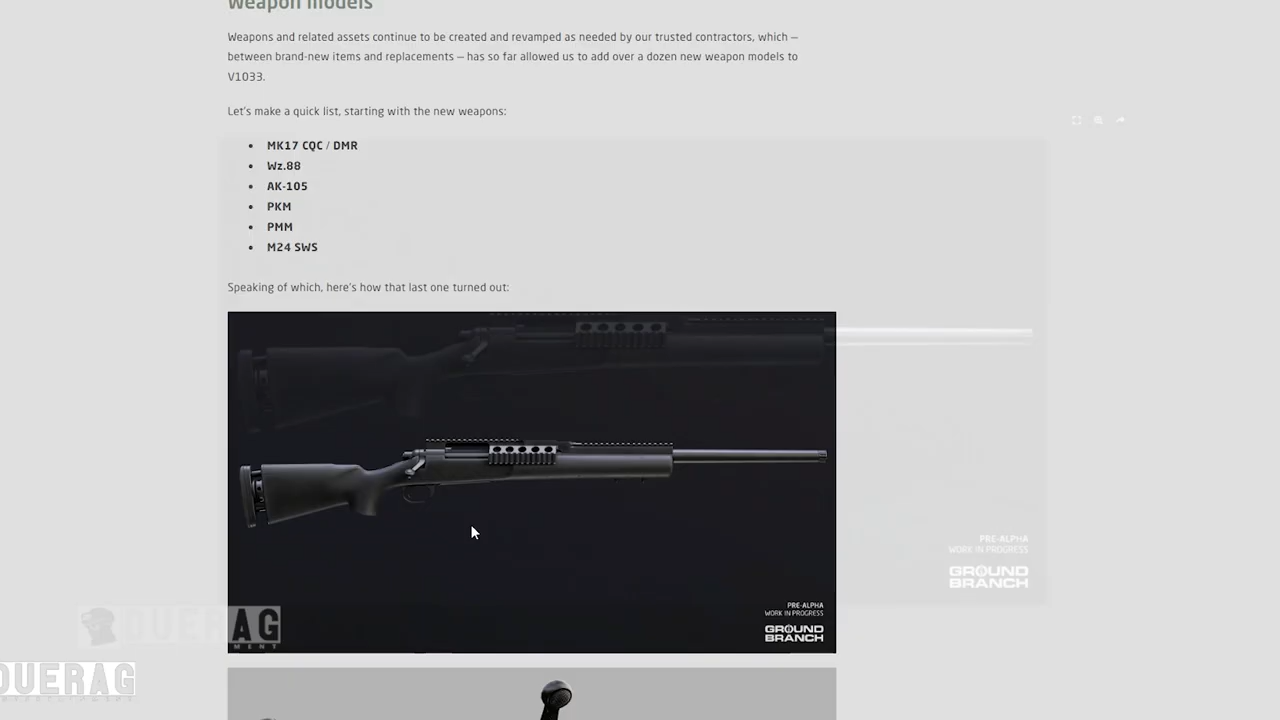 Weapon models
Weapons and related assets continue to be created and revamped as needed by our trusted contractors, which —
between brand-new items and replacements — has so far allowed us to add over a dozen new weapon models to
V1033.
Let's make a quick list, starting with the new weapons:
• MK17 CQC / DMR
• Wz.88
• AK-105
• PKM
• PMM
• M24 SWS
Speaking of which, here's how that last one turned out:
PRE-ALPHA
WORK IN PROGRESS
GROUND
BRANCH
PRE-ALPHA
WORK IN PROGRESS
GROUND
BRANCH
DUERAG
DUERAG